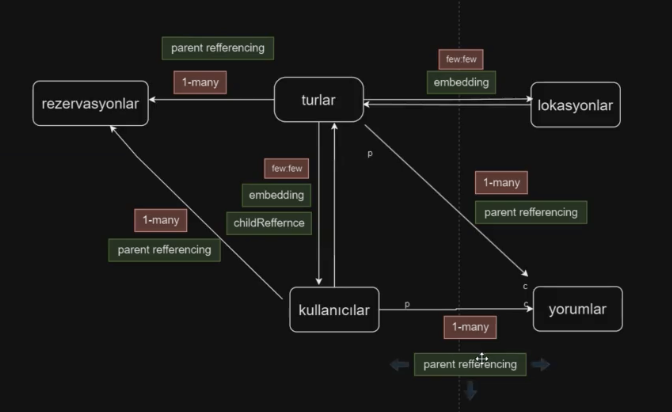 parent refferencing
1-many
few:few
embedding
rezervasyonlar
turlar
lokasyonlar
p
few:few
embedding
childReffernce
1-many
parent refferencing
1-many
parent refferencing
c
kullanıcılar
p
c
yorumlar
1-many
parent refferencing